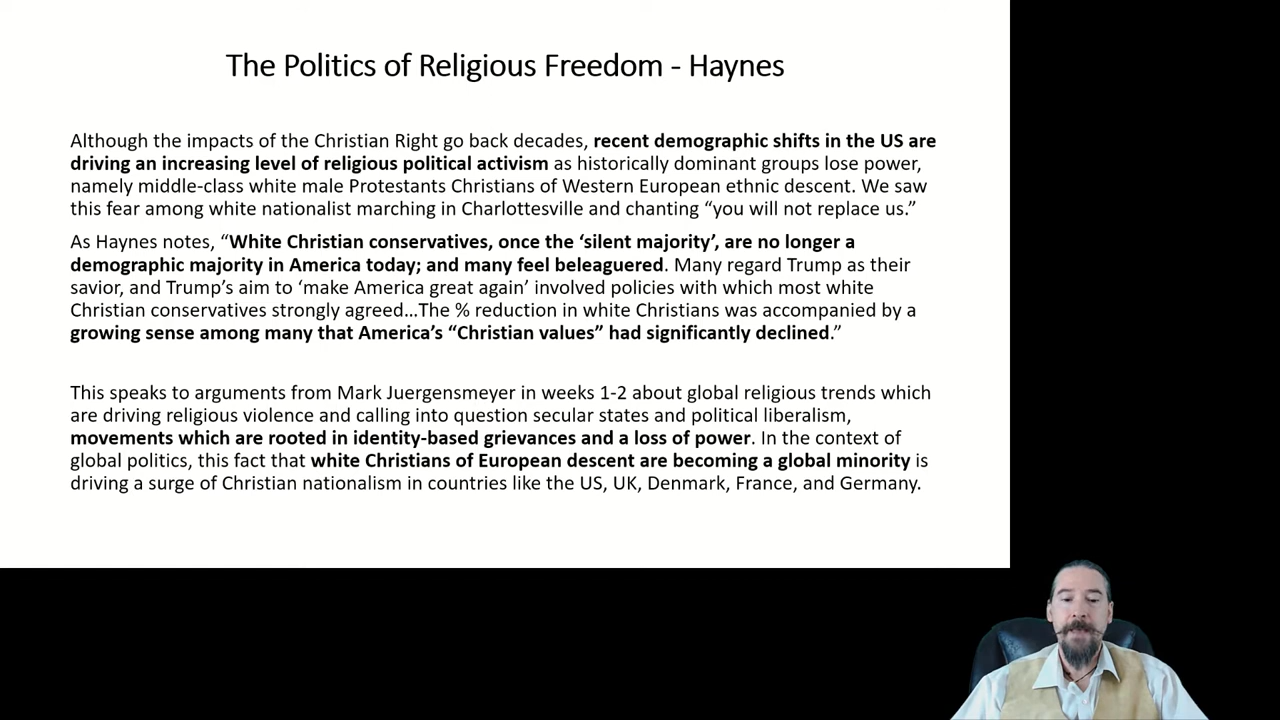 The Politics of Religious Freedom - Haynes
Although the impacts of the Christian Right go back decades, recent demographic shifts in the US are
driving an increasing level of religious political activism as historically dominant groups lose power,
namely middle-class white male Protestants Christians of Western European ethnic descent. We saw
this fear among white nationalist marching in Charlottesville and chanting “you will not replace us.”
As Haynes notes, “White Christian conservatives, once the ‘silent majority’, are no longer a
demographic majority in America today; and many feel beleaguered. Many regard Trump as their
savior, and Trump’s aim to ‘make America great again’ involved policies with which most white
Christian conservatives strongly agreed…The % reduction in white Christians was accompanied by a
growing sense among many that America’s “Christian values” had significantly declined.”
This speaks to arguments from Mark Juergensmeyer in weeks 1-2 about global religious trends which
are driving religious violence and calling into question secular states and political liberalism,
movements which are rooted in identity-based grievances and a loss of power. In the context of
global politics, this fact that white Christians of European descent are becoming a global minority is
driving a surge of Christian nationalism in countries like the US, UK, Denmark, France, and Germany.